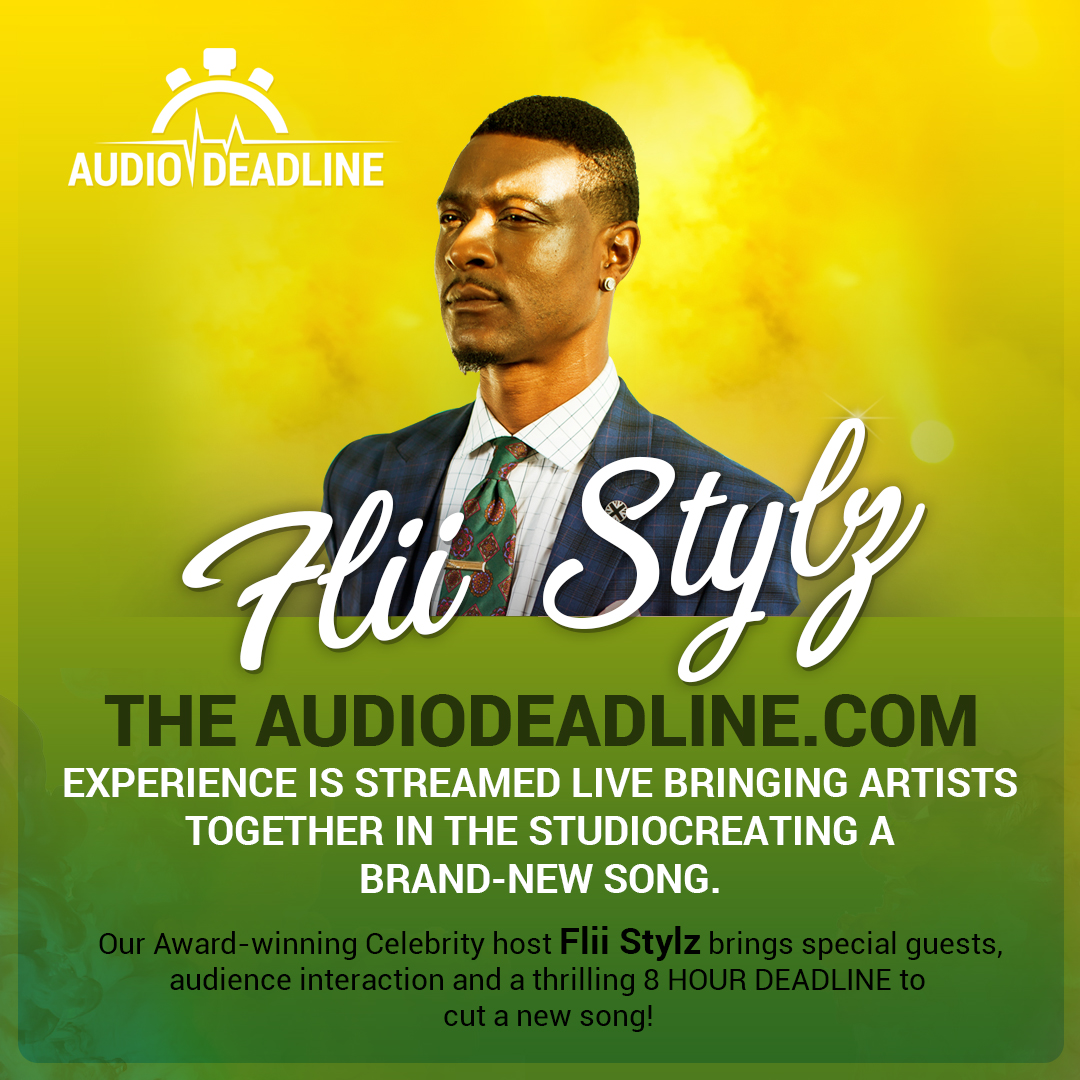 AUDIO DEADLINE
Flii Stylz
THE AUDIODEADLINE.COM
EXPERIENCE IS STREAMED LIVE BRINGING ARTISTS
TOGETHER IN THE STUDIOCREATING A
BRAND-NEW SONG.
Our Award-winning Celebrity host Flii Stylz brings special guests,
audience interaction and a thrilling 8 HOUR DEADLINE to
cut a new song!